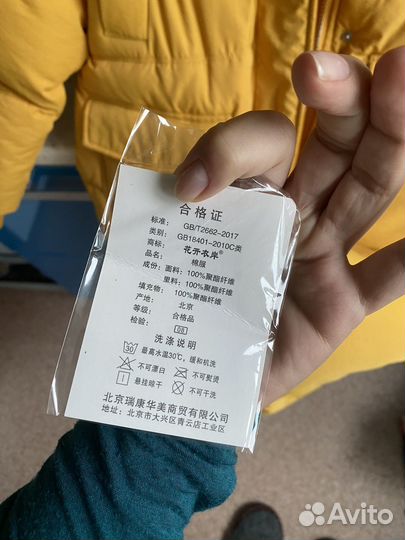 合格证
标准: GB/T2662-2017
类别: GB18401-2010C类
商标: 花开衣岸®
品名: 棉服
成份: 面料: 100%聚酯纤维
里料: 100%聚酯纤维
填充物: 100%聚酯纤维
产地: 北京
等级: 合格品
检验: 08
洗涤说明
30 最高水温30℃, 缓和机洗
不可漂白 不可熨烫
悬挂晾干 不可干洗
北京瑞康华美商贸有限公司
地址: 北京市大兴区青云店工业区
Avito